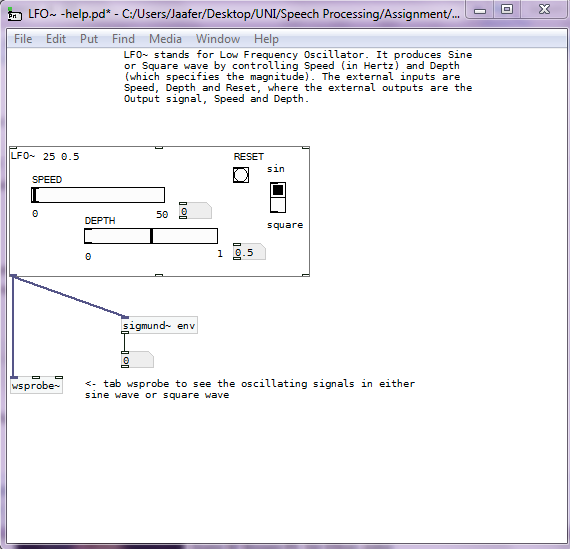 LFO~ -help.pd* - C:/Users/Jaafer/Desktop/UNI/Speech Processing/Assignment/...
File Edit Put Find Media Window Help
LFO~ stands for Low Frequency Oscillator. It produces Sine
or Square wave by controlling Speed (in Hertz) and Depth
(which specifies the magnitude). The external inputs are
Speed, Depth and Reset, where the external outputs are the
Output signal, Speed and Depth.
LFO~ 25 0.5
RESET
sin
SPEED
0 50 0
square
DEPTH
0 1 0.5
sigmund~ env
0
wsprobe~
<- tab wsprobe to see the oscillating signals in either
sine wave or square wave